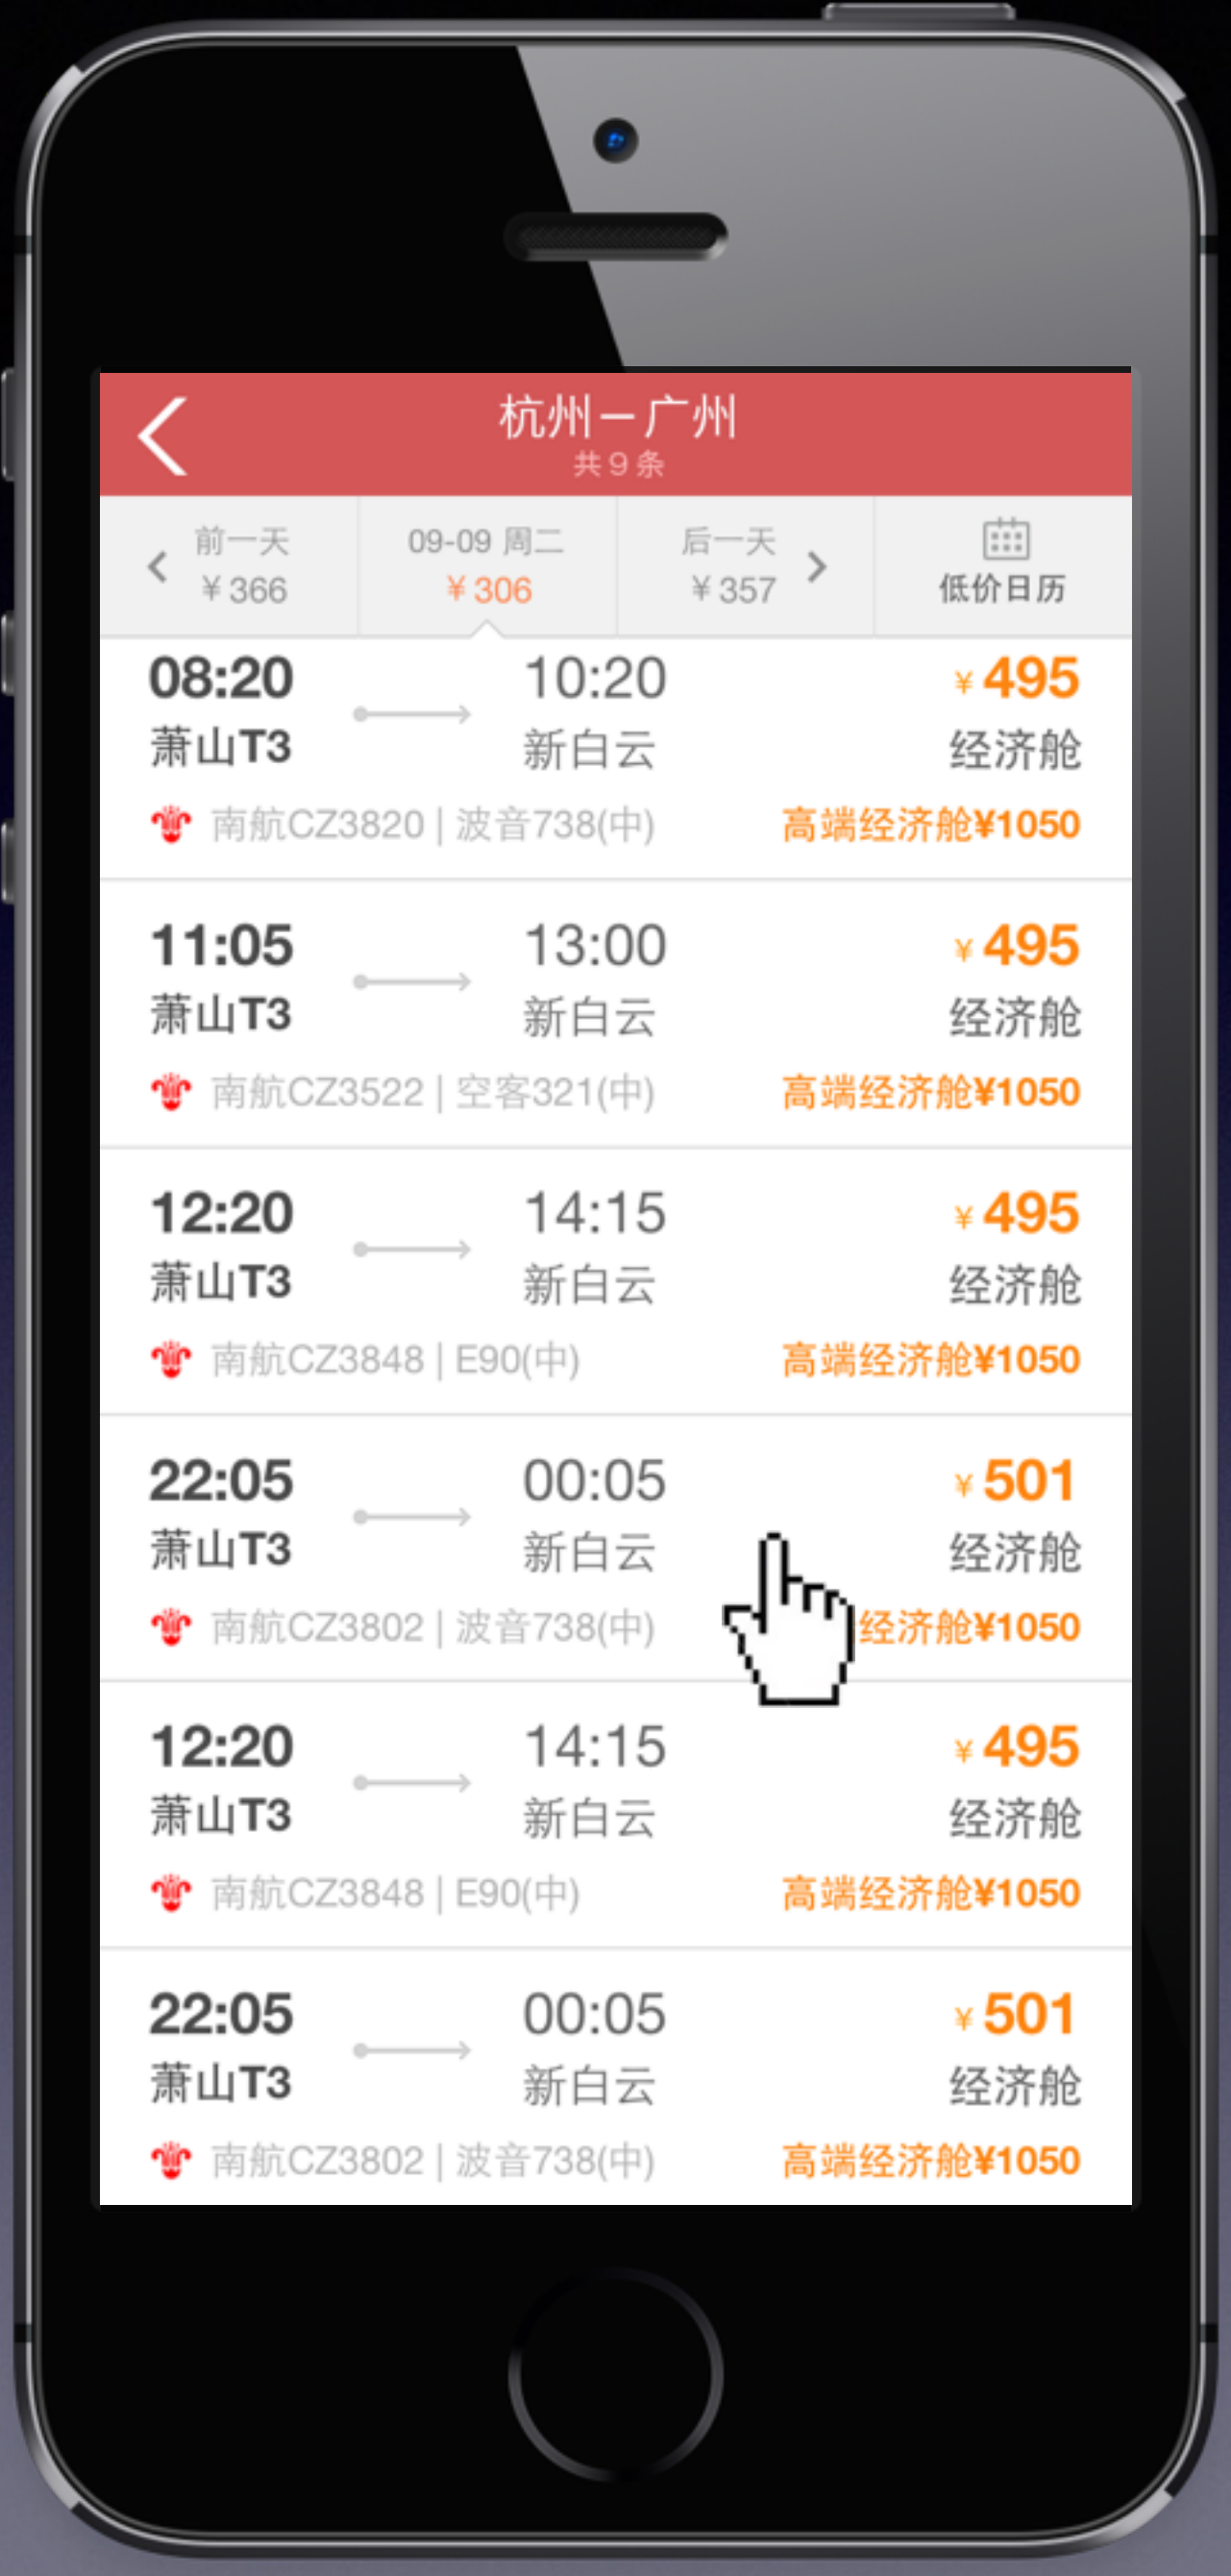 杭州－广州
共9条
前一天 09-09 周二 后一天
¥366 ¥306 ¥357 低价日历
08:20 10:20 ¥495
萧山T3 新白云 经济舱
南航CZ3820 | 波音738(中) 高端经济舱¥1050
11:05 13:00 ¥495
萧山T3 新白云 经济舱
南航CZ3522 | 空客321(中) 高端经济舱¥1050
12:20 14:15 ¥495
萧山T3 新白云 经济舱
南航CZ3848 | E90(中) 高端经济舱¥1050
22:05 00:05 ¥501
萧山T3 新白云 经济舱
南航CZ3802 | 波音738(中) 经济舱¥1050
12:20 14:15 ¥495
萧山T3 新白云 经济舱
南航CZ3848 | E90(中) 高端经济舱¥1050
22:05 00:05 ¥501
萧山T3 新白云 经济舱
南航CZ3802 | 波音738(中) 高端经济舱¥1050